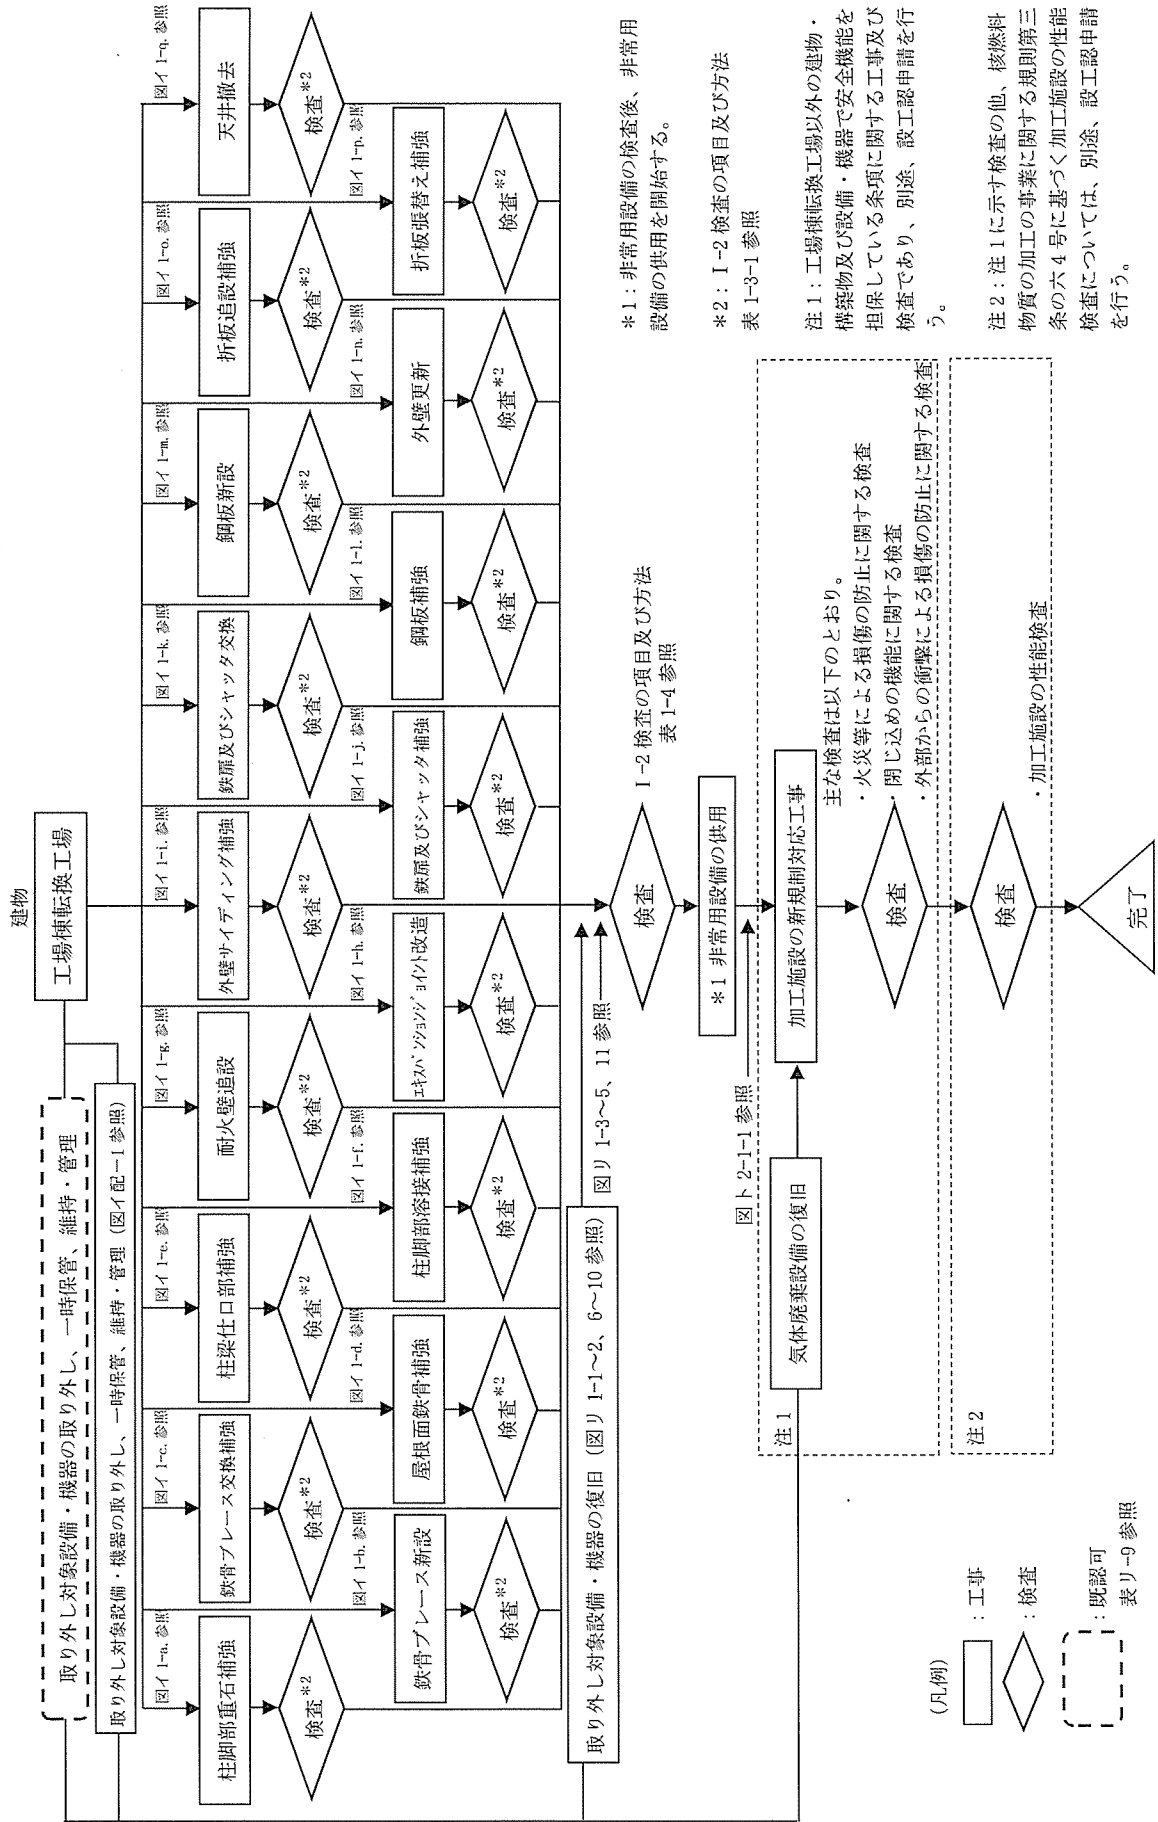 建物
工場棟転換工場
取り外し対象設備・機器の取り外し、一時保管、維持・管理
取り外し対象設備・機器の取り外し、一時保管、維持・管理（図イ配－1参照）
図イ1-a.参照
図イ1-c.参照
図イ1-e.参照
図イ1-g.参照
図イ1-i.参照
図イ1-k.参照
図イ1-m.参照
図イ1-o.参照
図イ1-q.参照
柱脚部重石補強
鉄骨ブレース交換補強
柱梁仕口部補強
耐火壁追設
外壁サイディング補強
鉄扉及びシャッタ交換
鋼板新設
折板追設補強
天井撤去
検査*2
検査*2
検査*2
検査*2
検査*2
検査*2
検査*2
検査*2
検査*2
図イ1-b.参照
図イ1-d.参照
図イ1-f.参照
図イ1-h.参照
図イ1-j.参照
図イ1-l.参照
図イ1-n.参照
図イ1-p.参照
鉄骨ブレース新設
屋根面鉄骨補強
柱脚部溶接補強
エキスパンションジョイント改造
鉄扉及びシャッタ補強
鋼板補強
外壁更新
折板張替え補強
検査*2
検査*2
検査*2
検査*2
検査*2
検査*2
検査*2
検査*2
取り外し対象設備・機器の復旧（図リ1-1～2、6～10参照）
図リ1-3～5、11参照
検査
I-2検査の項目及び方法
表1-4参照
*1 非常用設備の供用
図ト2-1-1参照
注1
気体廃棄設備の復旧
加工施設の新規制対応工事
主な検査は以下のとおり。
・火災等による損傷の防止に関する検査
・閉じ込めの機能に関する検査
・外部からの衝撃による損傷の防止に関する検査
検査
注2
検査
・加工施設の性能検査
完了
*1：非常用設備の検査後、非常用
設備の供用を開始する。
*2：I-2検査の項目及び方法
表1-3-1参照
注1：工場棟転換工場以外の建物・
構築物及び設備・機器で安全機能を
担保している条項に関する工事及び
検査であり、別途、設工認申請を行
う。
注2：注1に示す検査の他、核燃料
物質の加工の事業に関する規則第三
条の六4号に基づく加工施設の性能
検査については、別途、設工認申請
を行う。
(凡例)
：工事
：検査
：既認可
表リ-9参照